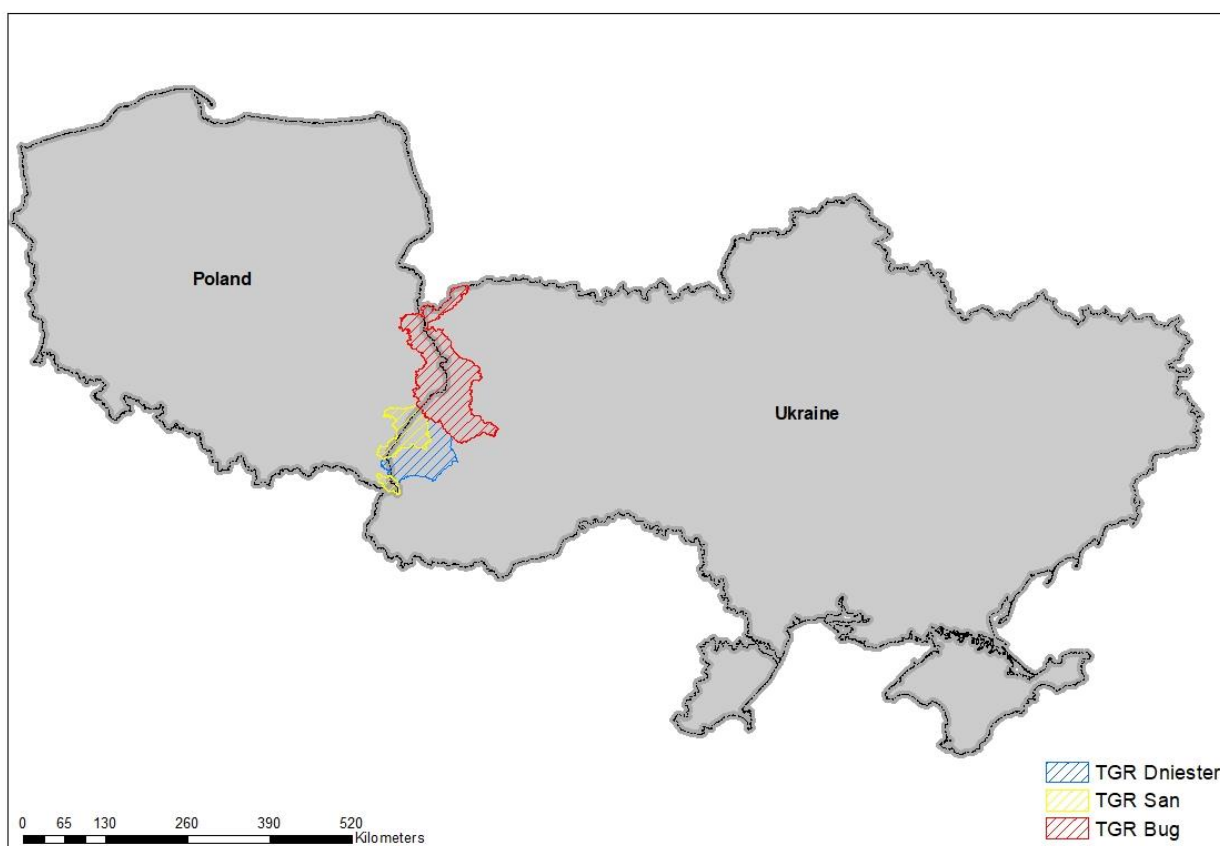 Poland
Ukraine
TGR Dniester
TGR San
TGR Bug
0 65 130 260 390 520
Kilometers